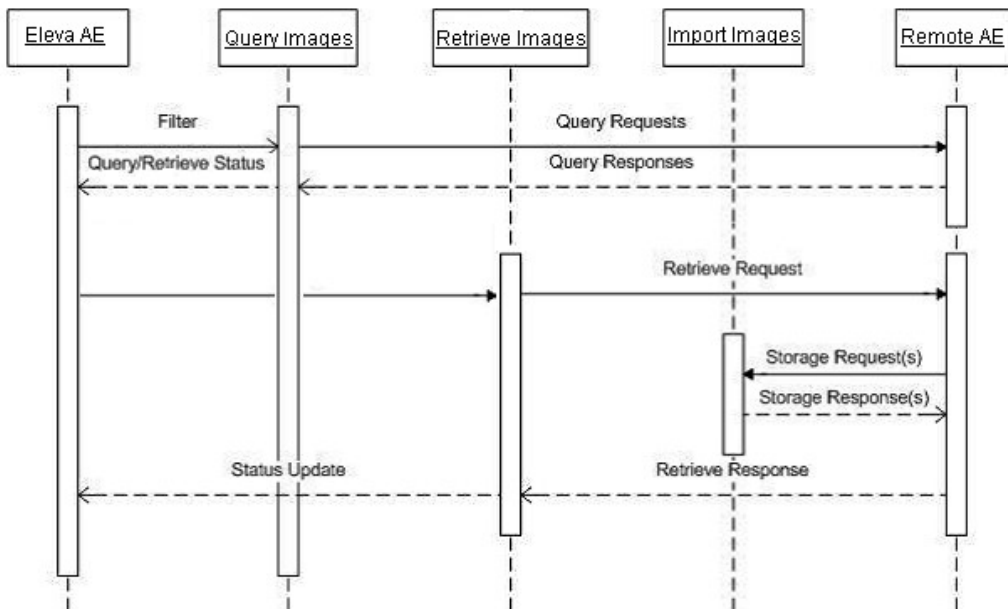 Eleva AE
Query Images
Retrieve Images
Import Images
Remote AE
Filter
Query Requests
Query/Retrieve Status
Query Responses
Retrieve Request
Storage Request(s)
Storage Response(s)
Status Update
Retrieve Response